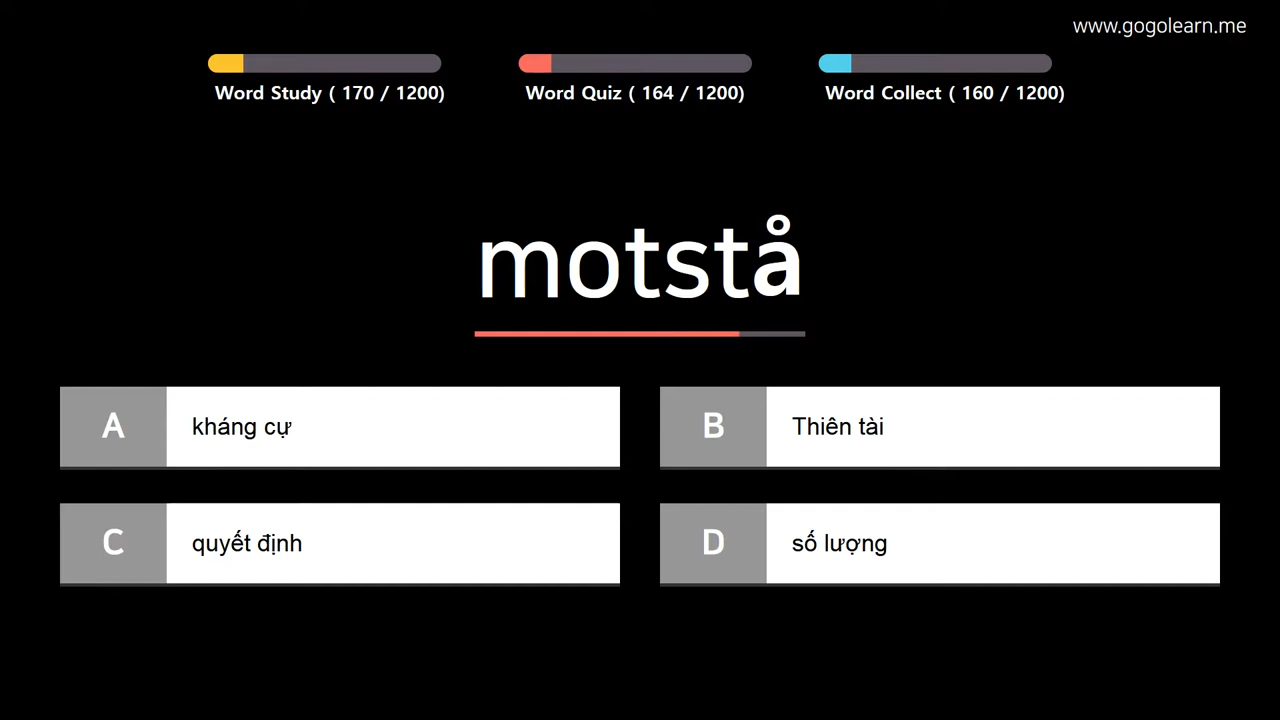 www.gogolearn.me
Word Study ( 170 / 1200)
Word Quiz ( 164 / 1200)
Word Collect ( 160 / 1200)
motstå
A kháng cự
B Thiên tài
C quyết định
D số lượng